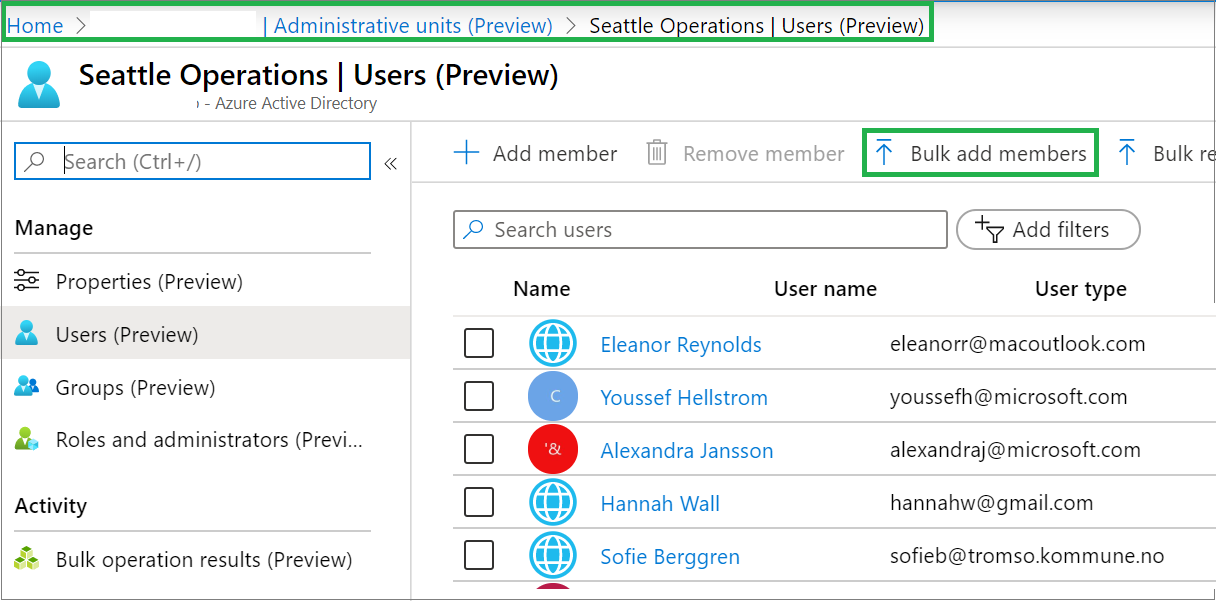 Home > | Administrative units (Preview) > Seattle Operations | Users (Preview)
Seattle Operations | Users (Preview)
- Azure Active Directory
Search (Ctrl+/)
«
Manage
Properties (Preview)
Users (Preview)
Groups (Preview)
Roles and administrators (Previ...
Activity
Bulk operation results (Preview)
Add member Remove member Bulk add members Bulk re
Search users Add filters
Name User name User type
Eleanor Reynolds eleanorr@macoutlook.com
C Youssef Hellstrom youssefh@microsoft.com
'& Alexandra Jansson alexandraj@microsoft.com
Hannah Wall hannahw@gmail.com
Sofie Berggren sofieb@tromso.kommune.no